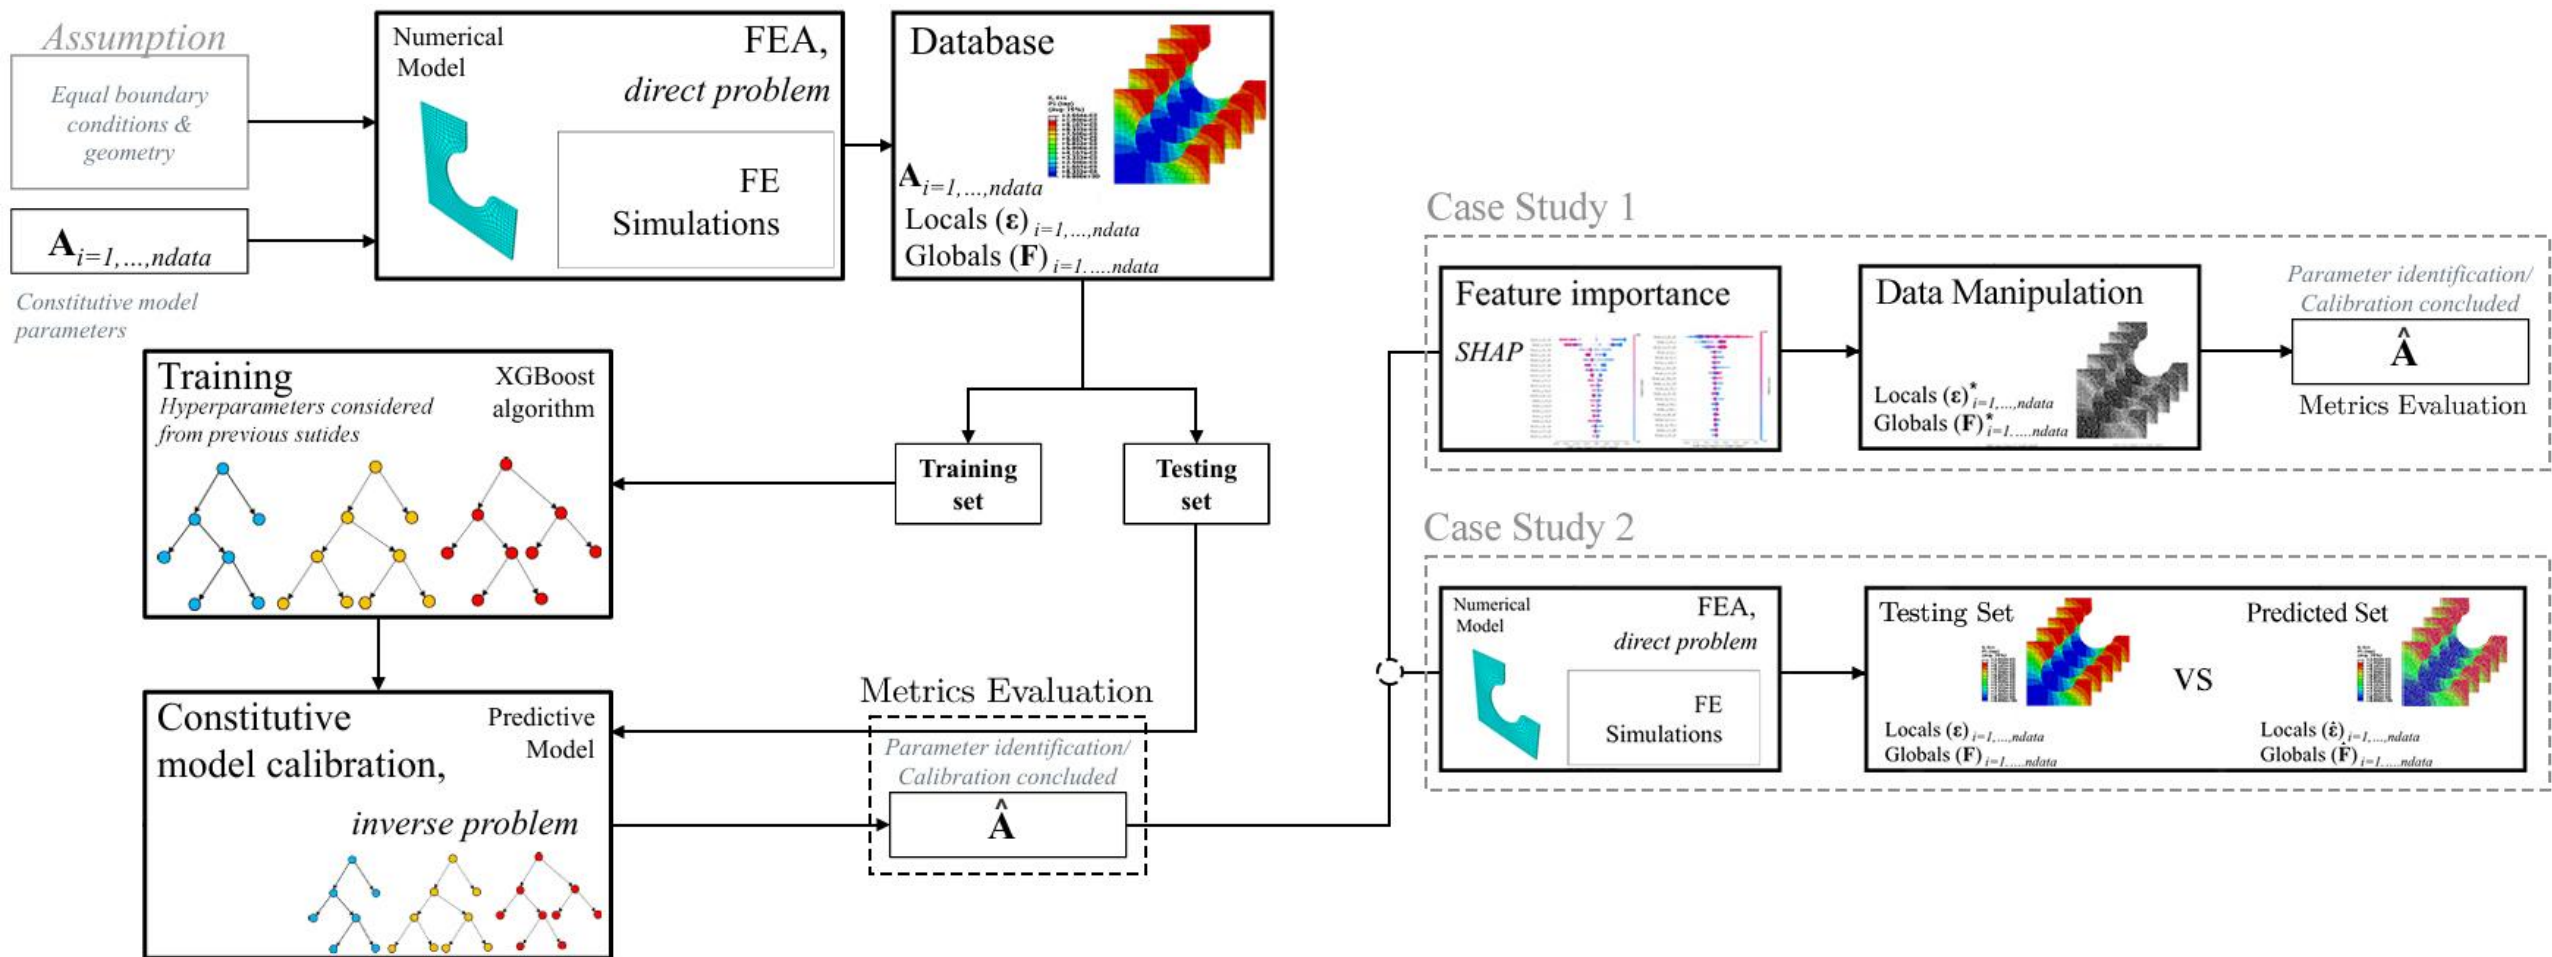 Assumption
Equal boundary
conditions &
geometry
A i=1,...,ndata
Constitutive model
parameters
Numerical
Model
FEA,
direct problem
FE
Simulations
Database
A i=1,...,ndata
Locals (ε) i=1,...,ndata
Globals (F) i=1.....ndata
Training
XGBoost
algorithm
Hyperparameters considered
from previous sutides
Training
set
Testing
set
Constitutive
model calibration,
Predictive
Model
inverse problem
Metrics Evaluation
Parameter identification/
Calibration concluded
Â
Case Study 1
Feature importance
SHAP
Data Manipulation
Locals (ε)* i=1,...,ndata
Globals (F)* i=1.....ndata
Parameter identification/
Calibration concluded
Â
Metrics Evaluation
Case Study 2
Numerical
Model
FEA,
direct problem
FE
Simulations
Testing Set
Locals (ε) i=1,...,ndata
Globals (F) i=1.....ndata
VS
Predicted Set
Locals (ε̇) i=1,...,ndata
Globals (Ḟ) i=1.....ndata